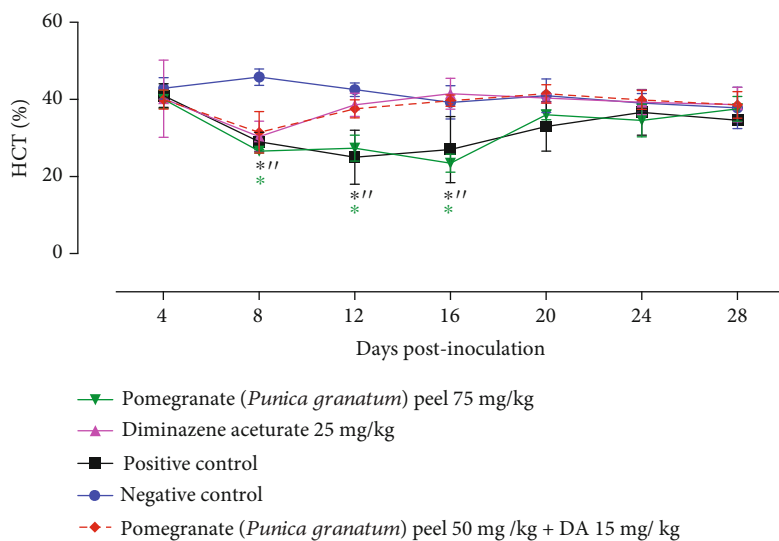 60
40
20
0
HCT (%)
*″ *″ *″
* * *
4 8 12 16 20 24 28
Days post-inoculation
Pomegranate (Punica granatum) peel 75 mg/kg
Diminazene aceturate 25 mg/kg
Positive control
Negative control
Pomegranate (Punica granatum) peel 50 mg /kg + DA 15 mg/ kg